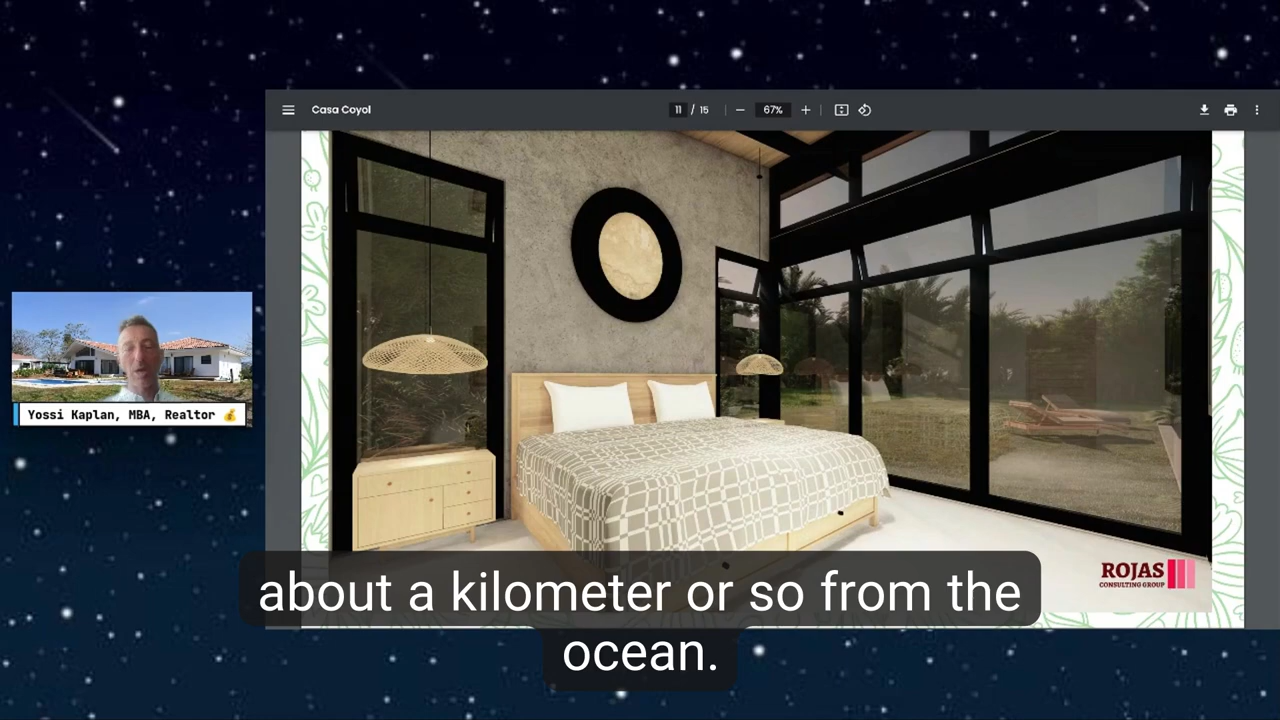 Casa Coyol
11 / 15
67%
Yossi Kaplan, MBA, Realtor 💰
ROJAS
CONSULTING GROUP
about a kilometer or so from the
ocean.